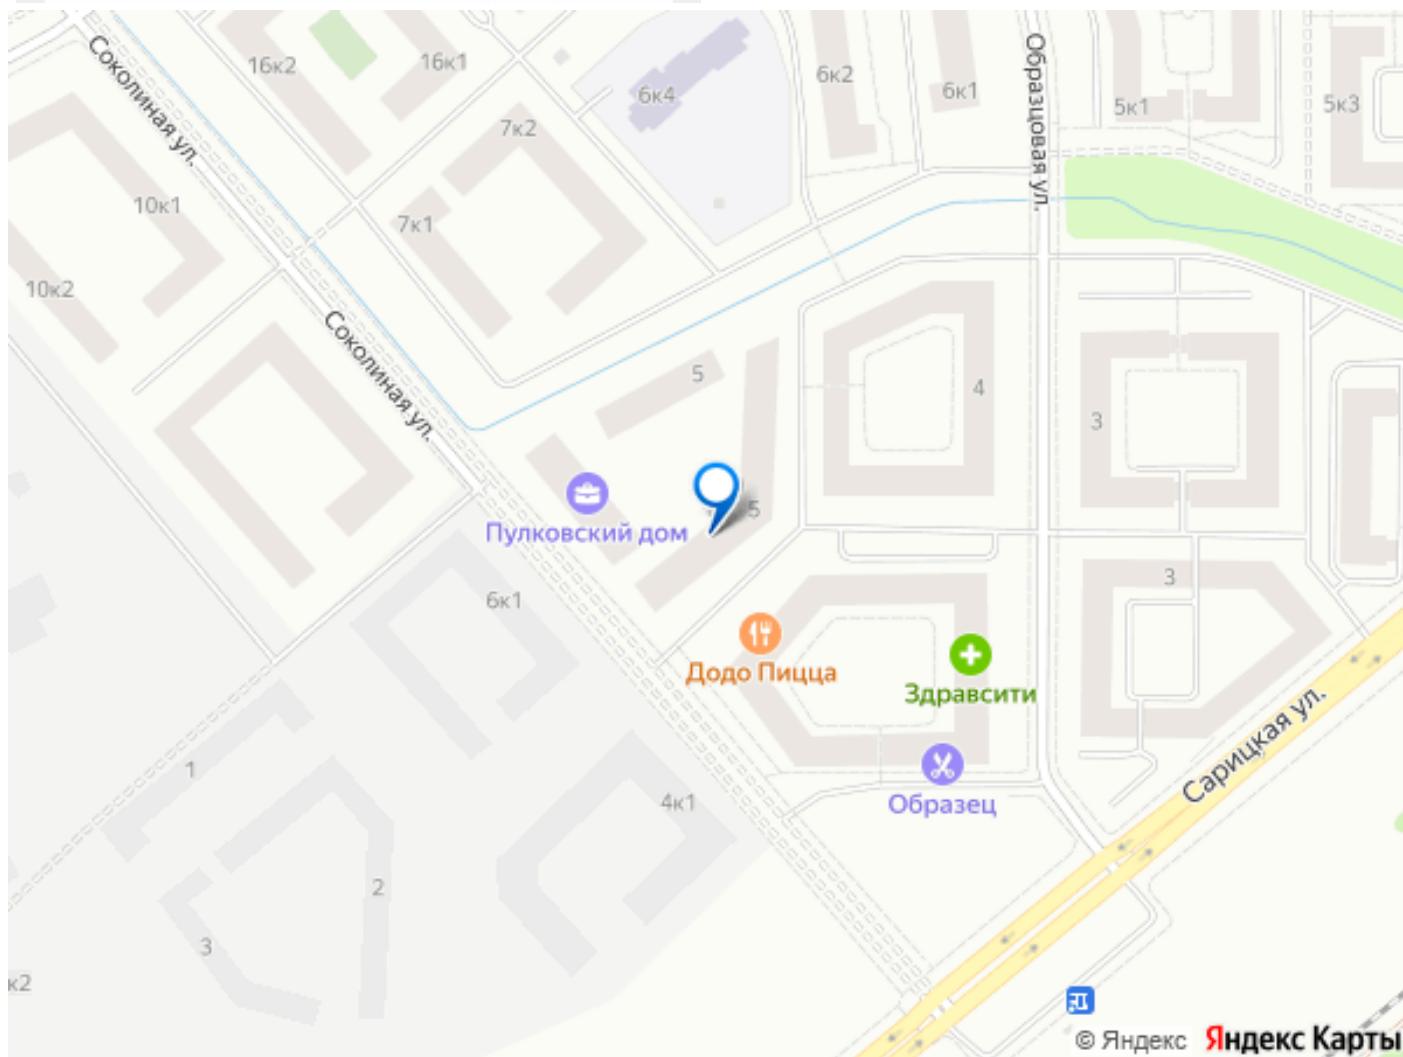 Соколиная ул.
16к2
16к1
6к4
6к2
6к1
Образцовая ул.
5к1
5к3
7к2
7к1
10к1
10к2
Соколиная ул.
5
4
3
5
Пулковский дом
6к1
3
Додо Пицца
Здравсити
Сарицкая ул.
Образец
1
4к1
2
3
к2
© Яндекс Яндекс Карты